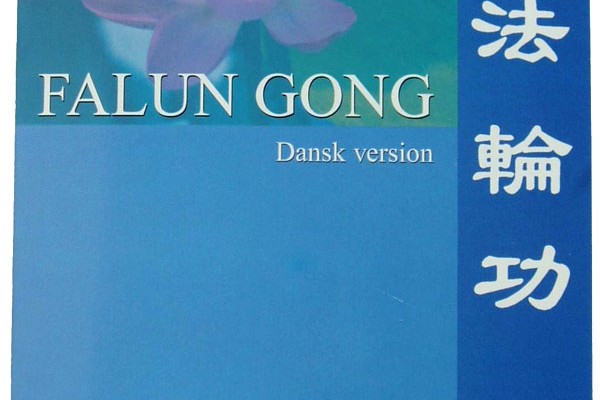 FALUN GONG
Dansk version
法輪功